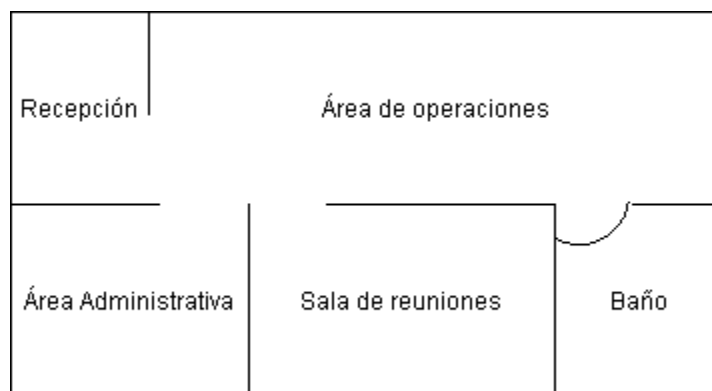 Recepción
Área de operaciones
Área Administrativa
Sala de reuniones
Baño